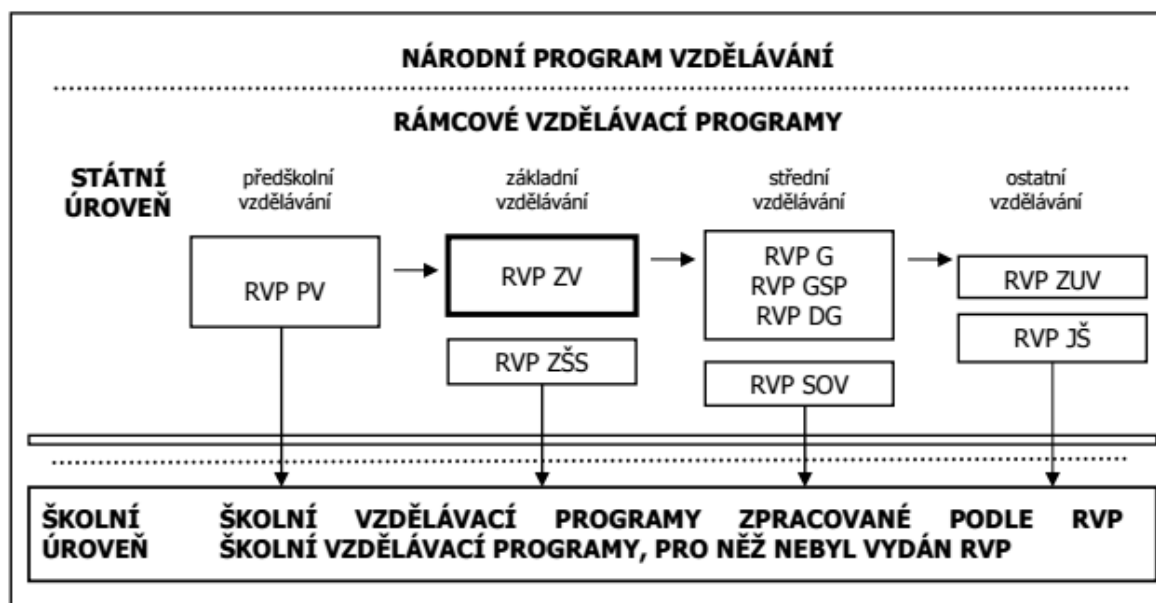 NÁRODNÍ PROGRAM VZDĚLÁVÁNÍ
RÁMCOVÉ VZDĚLÁVACÍ PROGRAMY
STÁTNÍ
ÚROVEŇ
předškolní
vzdělávání
základní
vzdělávání
střední
vzdělávání
ostatní
vzdělávání
RVP PV
RVP ZV
RVP ZŠS
RVP G
RVP GSP
RVP DG
RVP SOV
RVP ZUV
RVP JŠ
ŠKOLNÍ ŠKOLNÍ VZDĚLÁVACÍ PROGRAMY ZPRACOVANÉ PODLE RVP
ÚROVEŇ ŠKOLNÍ VZDĚLÁVACÍ PROGRAMY, PRO NĚŽ NEBYL VYDÁN RVP